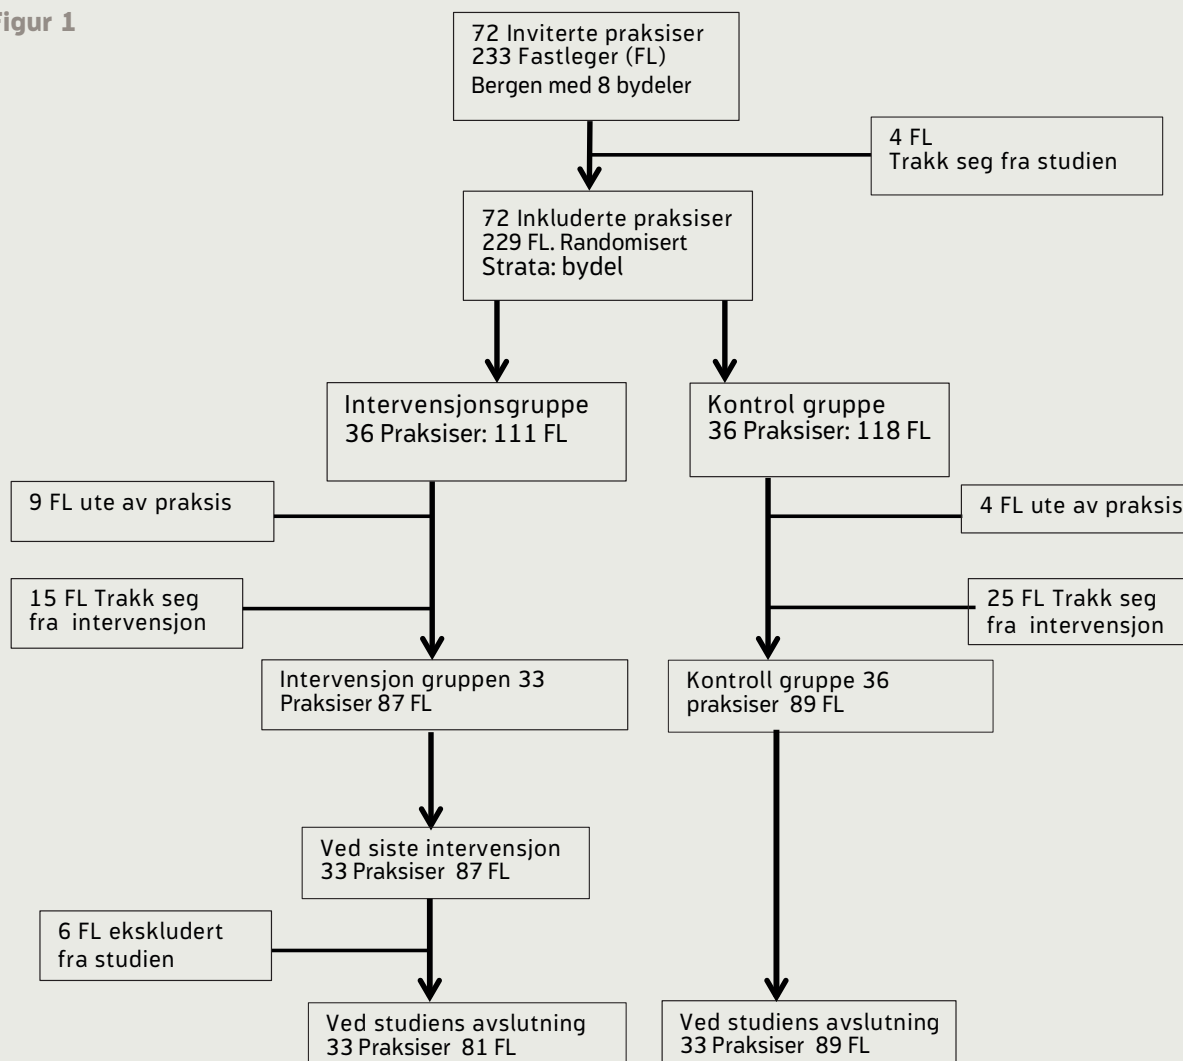 Figur 1
72 Inviterte praksiser
233 Fastleger (FL)
Bergen med 8 bydeler
4 FL
Trakk seg fra studien
72 Inkluderte praksiser
229 FL. Randomisert
Strata: bydel
Intervensjonsgruppe
36 Praksiser: 111 FL
Kontrol gruppe
36 Praksiser: 118 FL
9 FL ute av praksis
4 FL ute av praksis
15 FL Trakk seg
fra intervensjon
25 FL Trakk seg
fra intervensjon
Intervensjon gruppen 33
Praksiser 87 FL
Kontroll gruppe 36
praksiser 89 FL
Ved siste intervensjon
33 Praksiser 87 FL
6 FL ekskludert
fra studien
Ved studiens avslutning
33 Praksiser 81 FL
Ved studiens avslutning
33 Praksiser 89 FL